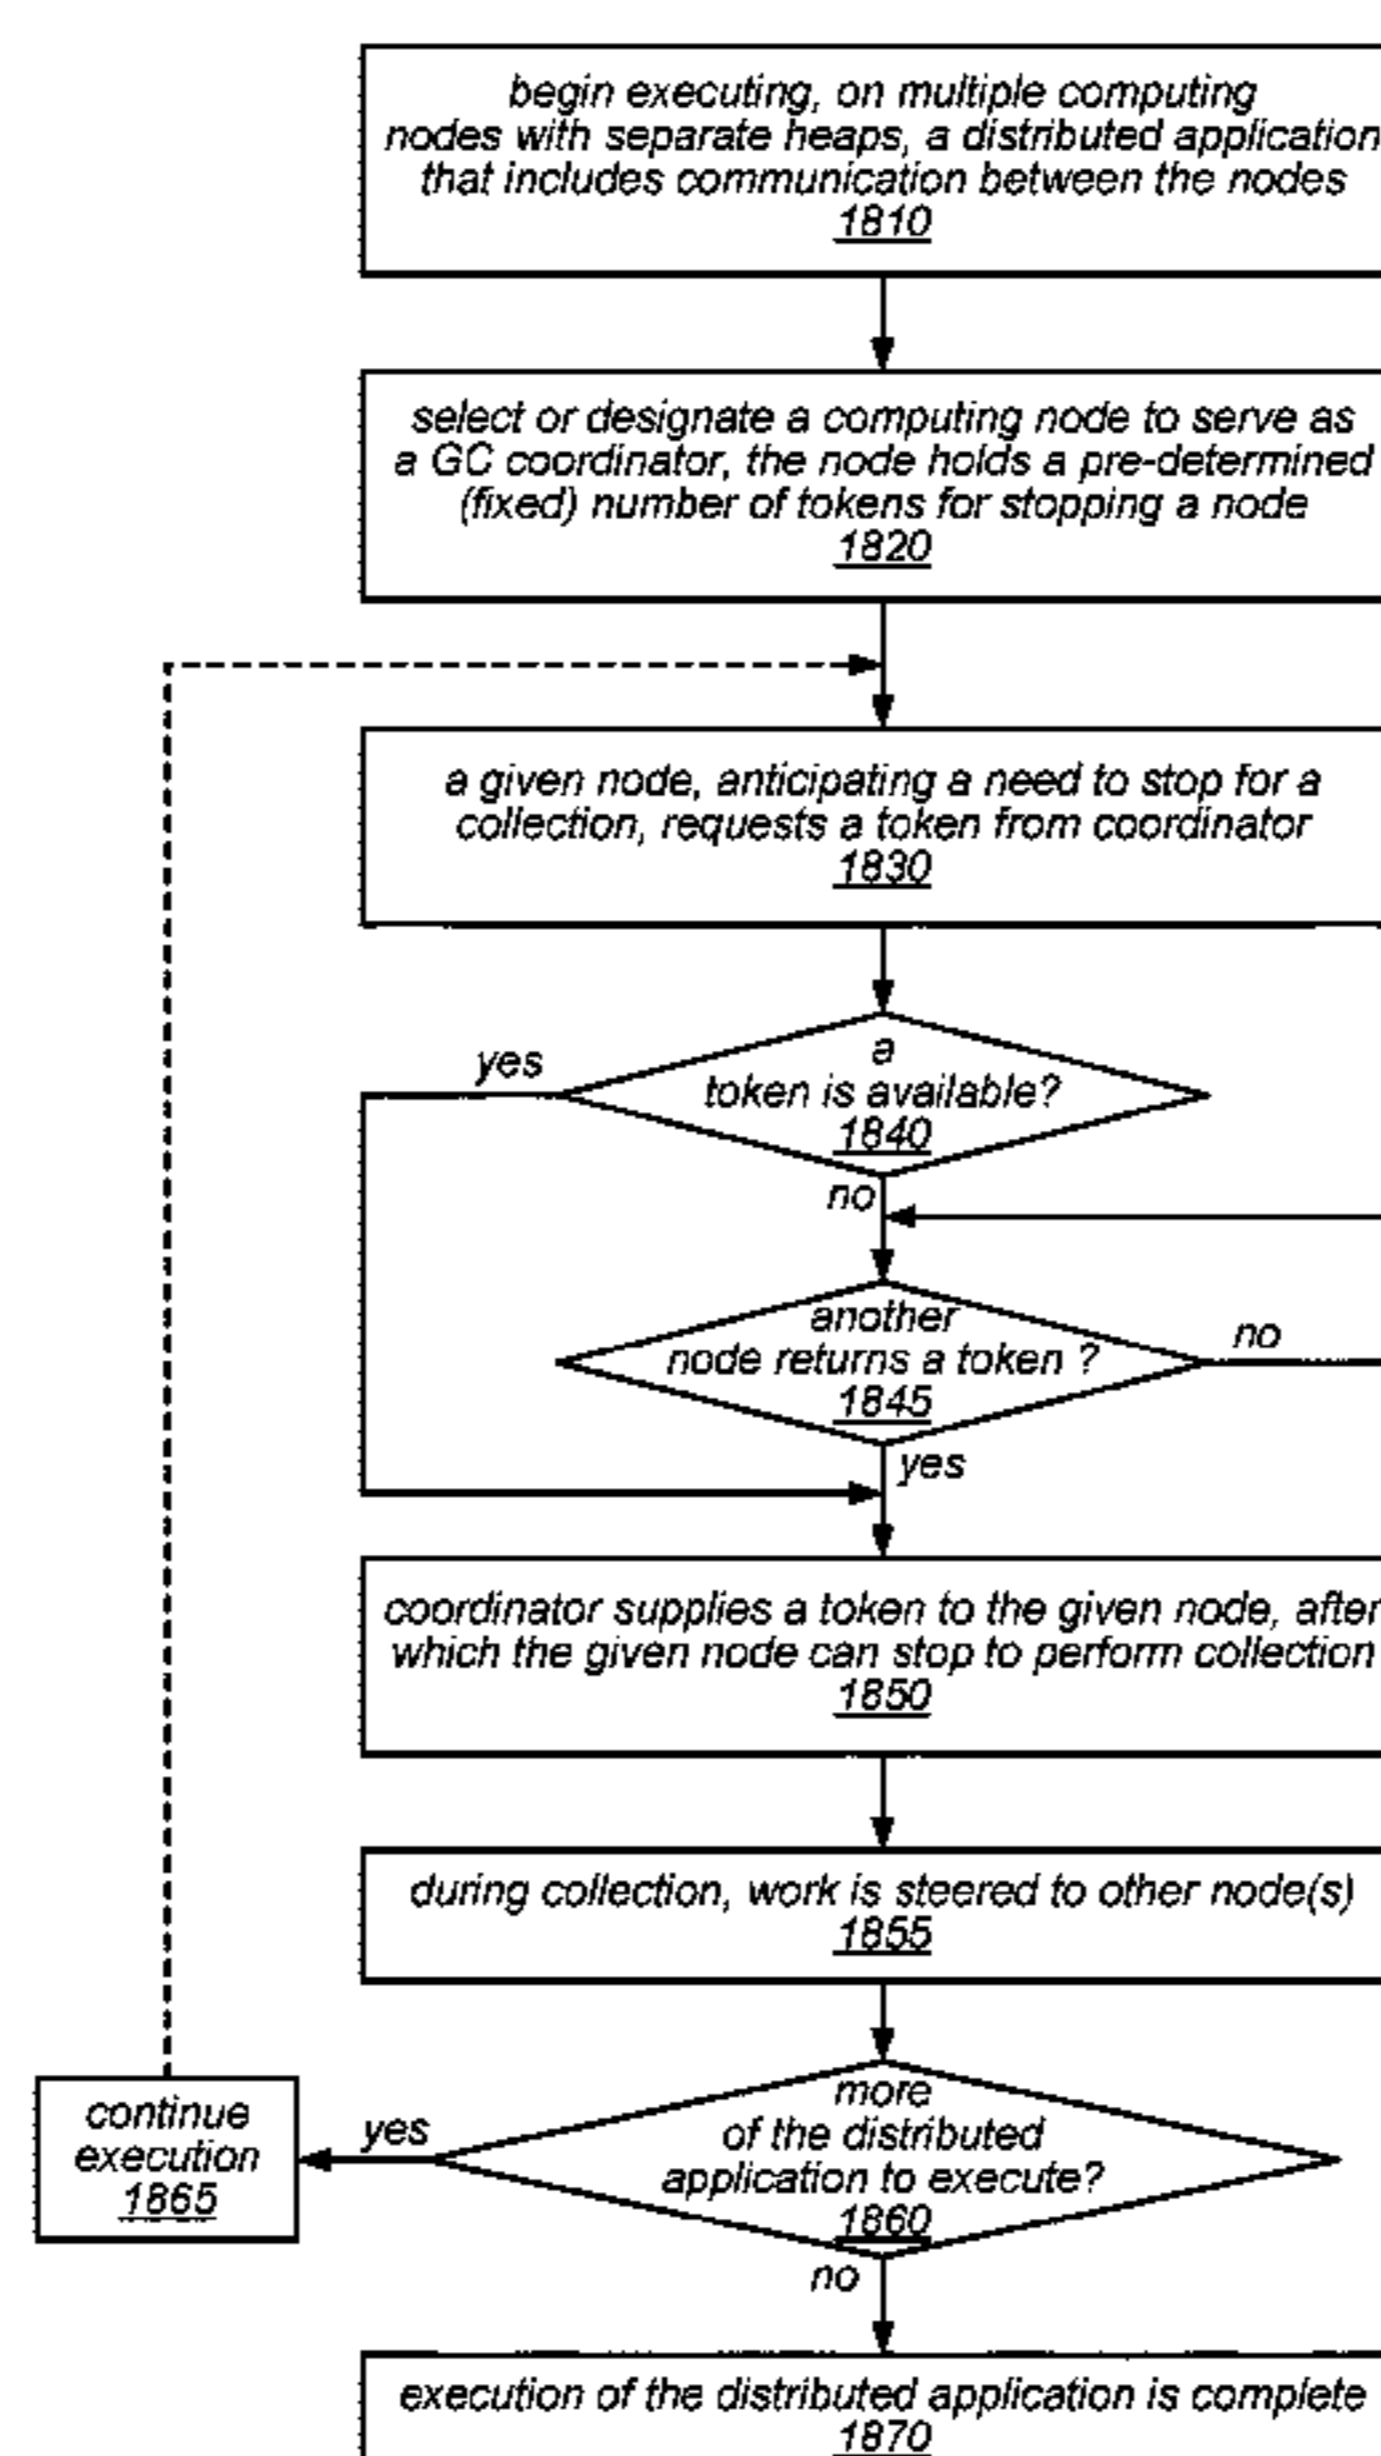 begin executing, on multiple computing
nodes with separate heaps, a distributed application
that includes communication between the nodes
1810
select or designate a computing node to serve as
a GC coordinator, the node holds a pre-determined
(fixed) number of tokens for stopping a node
1820
a given node, anticipating a need to stop for a
collection, requests a token from coordinator
1830
yes
a
token is available?
1840
no
another
node returns a token ?
1845
no
yes
coordinator supplies a token to the given node, after
which the given node can stop to perform collection
1850
during collection, work is steered to other node(s)
1855
more
of the distributed
application to execute?
1860
yes
continue
execution
1865
no
execution of the distributed application is complete
1870